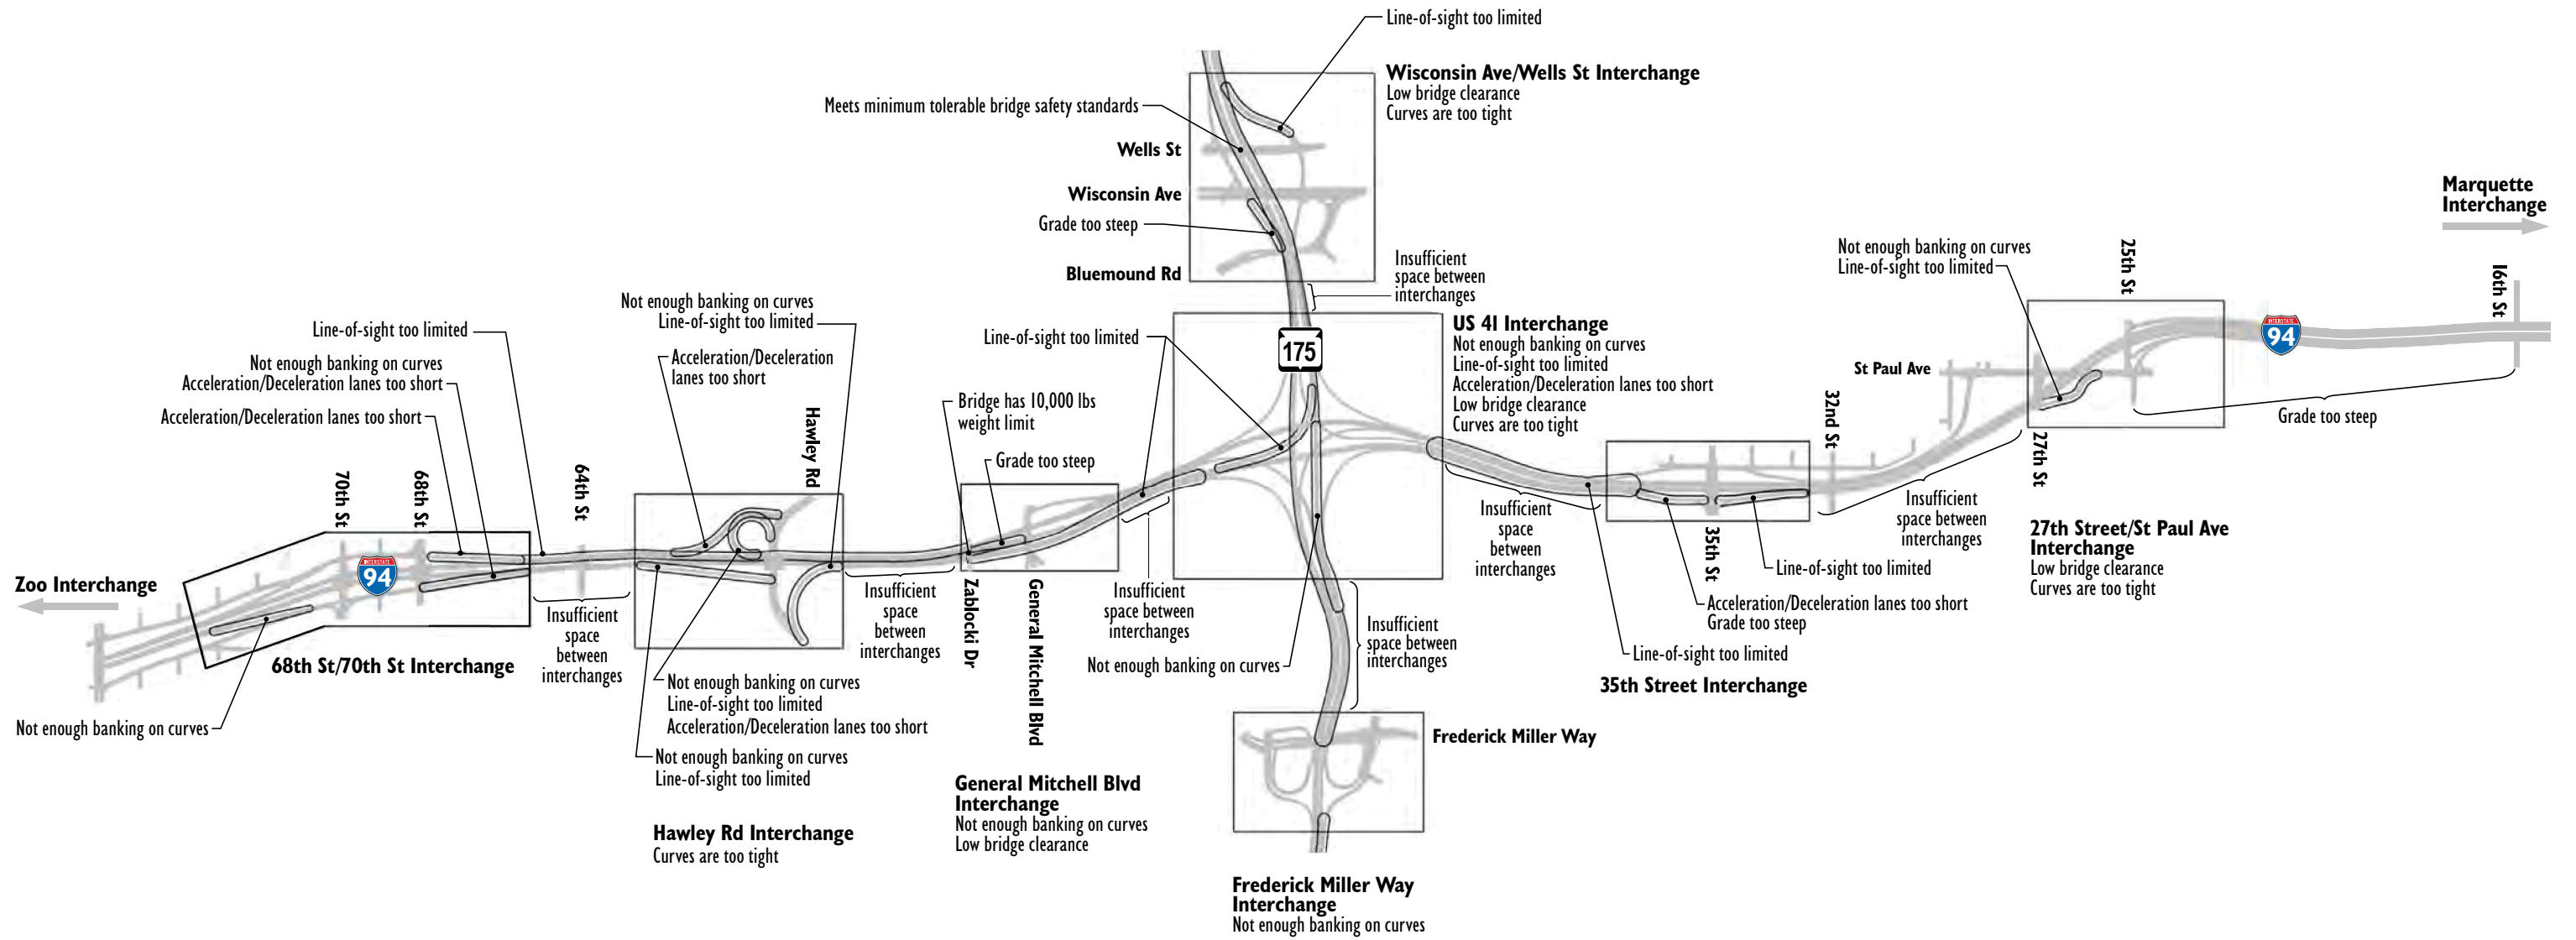 Line-of-sight too limited
Wisconsin Ave/Wells St Interchange
Low bridge clearance
Curves are too tight
Meets minimum tolerable bridge safety standards
Wells St
Wisconsin Ave
Grade too steep
Bluemound Rd
Insufficient
space between
interchanges
Marquette
Interchange
Not enough banking on curves
Line-of-sight too limited
25th St
16th St
INTERSTATE
94
St Paul Ave
Grade too steep
32nd St
27th St
Insufficient
space between
interchanges
27th Street/St Paul Ave
Interchange
Low bridge clearance
Curves are too tight
175
US 41 Interchange
Not enough banking on curves
Line-of-sight too limited
Acceleration/Deceleration lanes too short
Low bridge clearance
Curves are too tight
Line-of-sight too limited
Not enough banking on curves
Line-of-sight too limited
Acceleration/Deceleration
lanes too short
Hawley Rd
Line-of-sight too limited
Not enough banking on curves
Acceleration/Deceleration lanes too short
Acceleration/Deceleration lanes too short
70th St
68th St
64th St
Bridge has 10,000 lbs
weight limit
Grade too steep
INTERSTATE
94
Zoo Interchange
68th St/70th St Interchange
Not enough banking on curves
Insufficient
space
between
interchanges
Insufficient
space
between
interchanges
Zablocki Dr
General Mitchell Blvd
Insufficient
space between
interchanges
Not enough banking on curves
Insufficient
space between
interchanges
Insufficient
space
between
interchanges
35th St
Line-of-sight too limited
Acceleration/Deceleration lanes too short
Grade too steep
Line-of-sight too limited
35th Street Interchange
Not enough banking on curves
Line-of-sight too limited
Acceleration/Deceleration lanes too short
Not enough banking on curves
Line-of-sight too limited
Hawley Rd Interchange
Curves are too tight
General Mitchell Blvd
Interchange
Not enough banking on curves
Low bridge clearance
Frederick Miller Way
Frederick Miller Way
Interchange
Not enough banking on curves